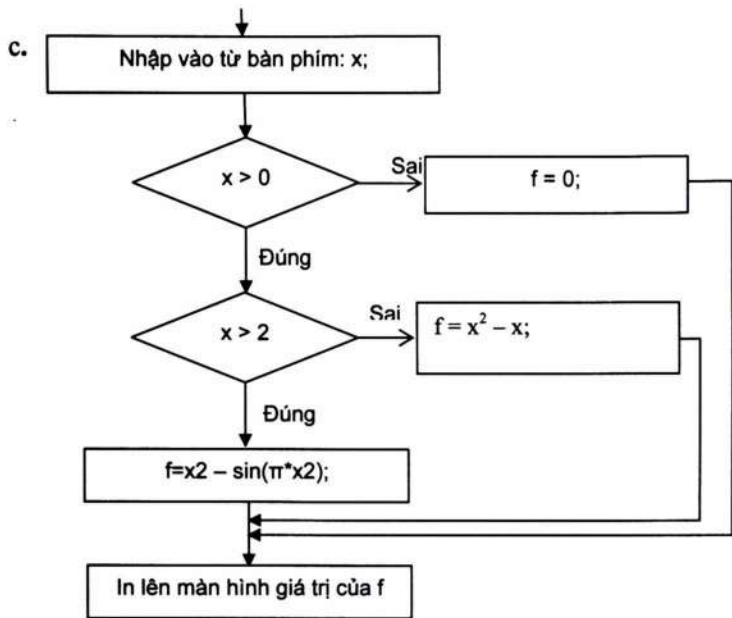 c.
Nhập vào từ bàn phím: x;
x > 0
Sai
f = 0;
Đúng
x > 2
Sai
f = x² – x;
Đúng
f=x2 – sin(π*x2);
In lên màn hình giá trị của f